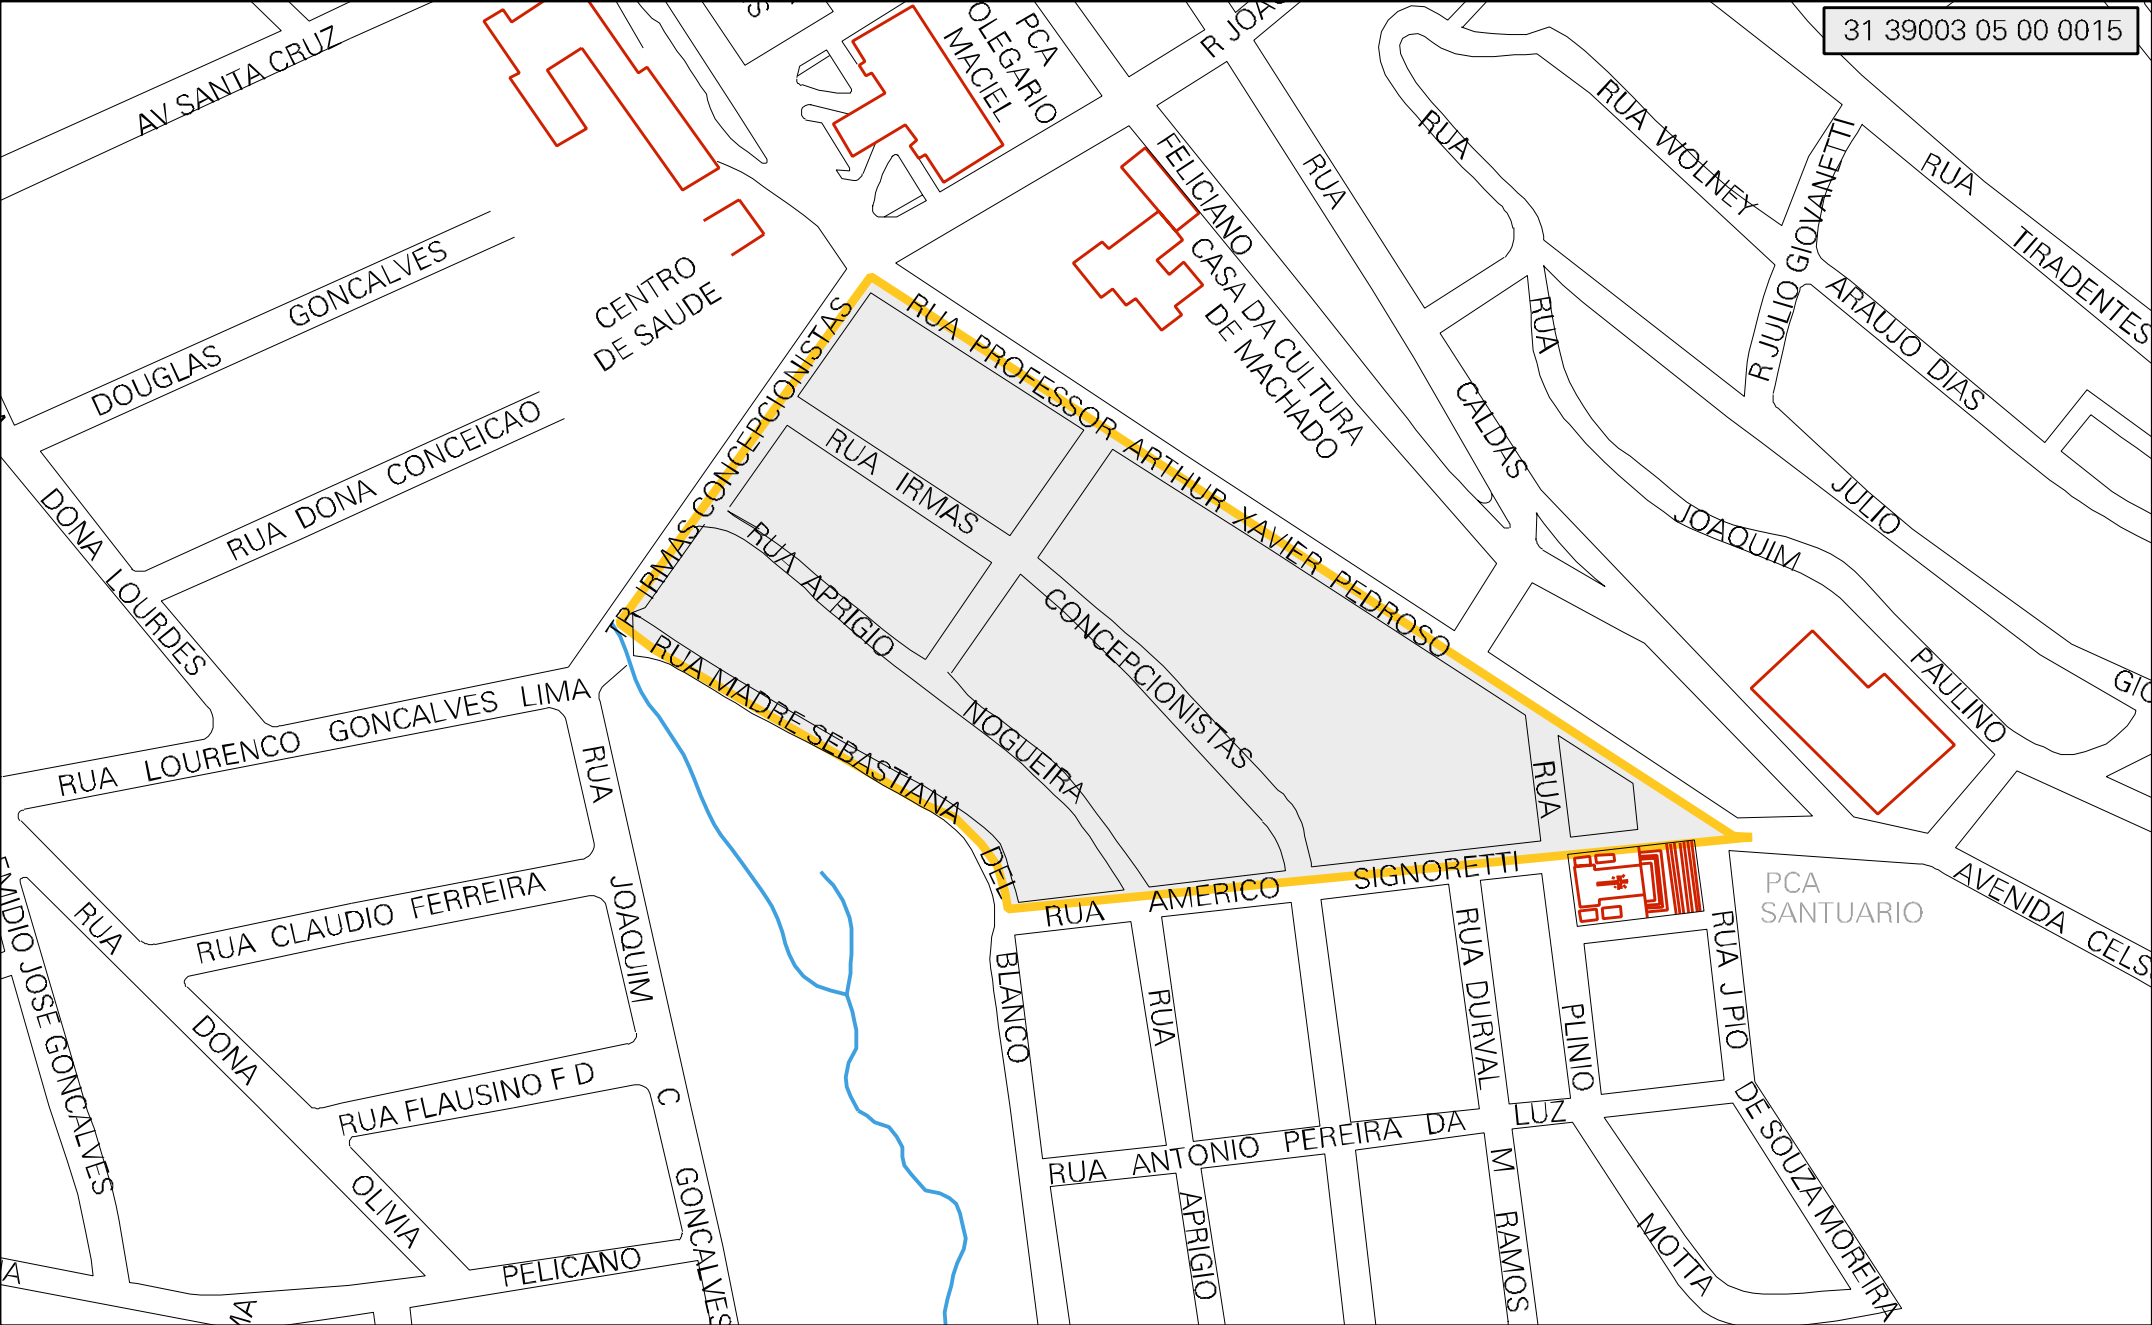 31 39003 05 00 0015
AV SANTA CRUZ
PCA
OLEGARIO
MACIEL
RUA WOLNEY
RUA
RUA
RUA
TIRADENTES
FELICIANO
R JULIO GIOVANETTI
CASA DA CULTURA
DE MACHADO
ARAUJO DIAS
DOUGLAS GONCALVES
CENTRO
DE SAUDE
RUA PROFESSOR ARTHUR XAVIER PEDROSO
R IRMAS CONCEPCIONISTAS
RUA
CALDAS
RUA DONA CONCEICAO
RUA IRMAS
CONCEPCIONISTAS
DONA LOURDES
RUA APRIGIO
NOGUEIRA
JOAQUIM
PAULINO
JULIO
RUA MADRE SEBASTIANA
DEL
BLANCO
RUA LOURENCO GONCALVES LIMA
RUA
JOAQUIM
C
GONCALVES
RUA
RUA AMERICO SIGNORETTI
PCA
SANTUARIO
AVENIDA CELS
RUA CLAUDIO FERREIRA
RUA
DONA
OLIVIA
EMIDIO JOSE GONCALVES
RUA
APRIGIO
RUA DURVAL
M RAMOS
PLINIO
MOTTA
RUA J PIO
DE SOUZA MOREIRA
RUA FLAUSINO F D
RUA ANTONIO PEREIRA DA LUZ
PELICANO